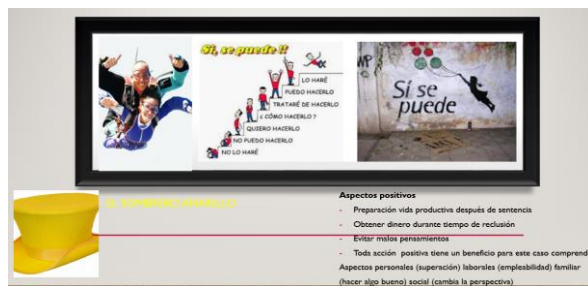 Sí, se puede !!
LO HARÉ
PUEDO HACERLO
TRATARÉ DE HACERLO
¿ CÓMO HACERLO ?
QUIERO HACERLO
NO PUEDO HACERLO
NO LO HARÉ
Sí se
puede
EL SOMBRERO AMARILLO
Aspectos positivos
- Preparación vida productiva después de sentencia
- Obtener dinero durante tiempo de reclusión
- Evitar malos pensamientos
- Toda acción positiva tiene un beneficio para este caso comprend
Aspectos personales (superación) laborales (empleabilidad) familiar
(hacer algo bueno) social (cambia la perspectiva)